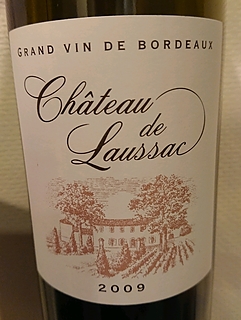 GRAND VIN DE BORDEAUX
Château
de
Laussac
2009